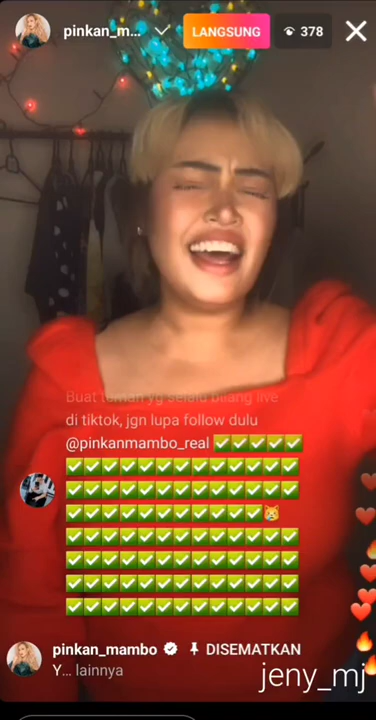 pinkan_m...
LANGSUNG
378
Buat teman yg selalu bilang live
di tiktok, jgn lupa follow dulu
@pinkanmambo_real ✅✅✅✅✅
✅✅✅✅✅✅✅✅✅✅✅✅✅
✅✅✅✅✅✅✅✅✅✅✅✅✅
✅✅✅✅✅✅✅✅✅✅✅😹
✅✅✅✅✅✅✅✅✅✅✅✅✅
✅✅✅✅✅✅✅✅✅✅✅✅✅
✅✅✅✅✅✅✅✅✅✅✅✅✅
✅✅✅✅✅✅✅✅✅✅✅✅✅
pinkan_mambo DISEMATKAN
Y... lainnya
jeny_mj